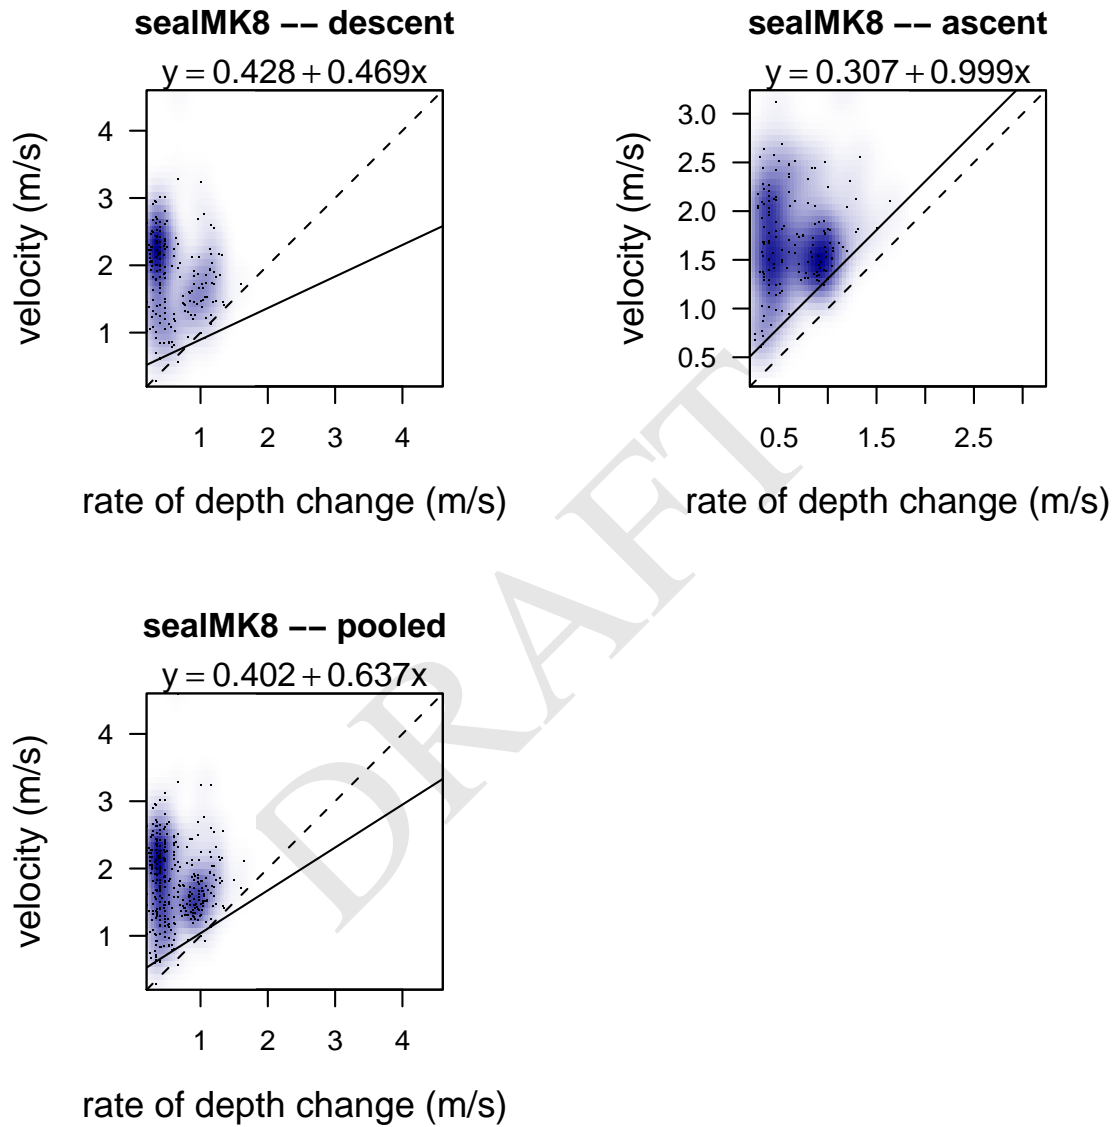 sealMK8 −− descent
y = 0.428 + 0.469x
velocity (m/s)
4
3
2
1
1 2 3 4
rate of depth change (m/s)
sealMK8 −− ascent
y = 0.307 + 0.999x
velocity (m/s)
3.0
2.5
2.0
1.5
1.0
0.5
0.5 1.5 2.5
rate of depth change (m/s)
DRAFT
sealMK8 −− pooled
y = 0.402 + 0.637x
velocity (m/s)
4
3
2
1
1 2 3 4
rate of depth change (m/s)